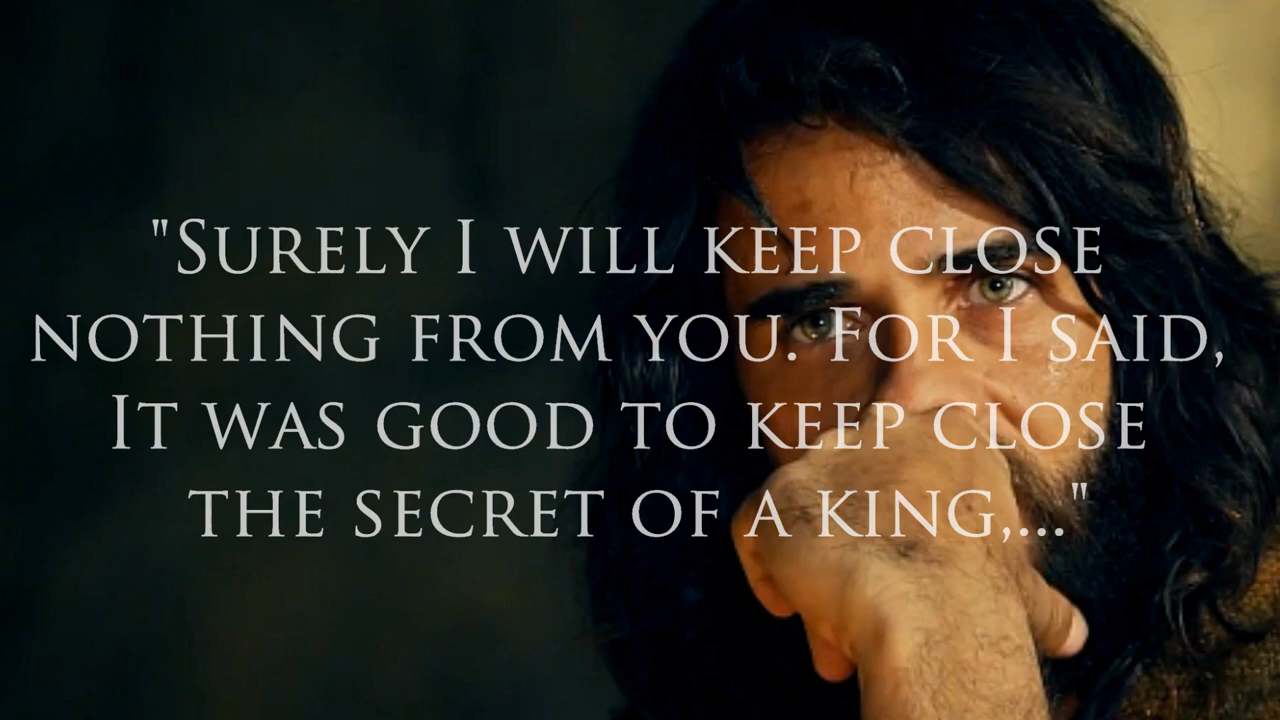 "Surely I will keep close
nothing from you. For I said,
It was good to keep close
the secret of a king,..."